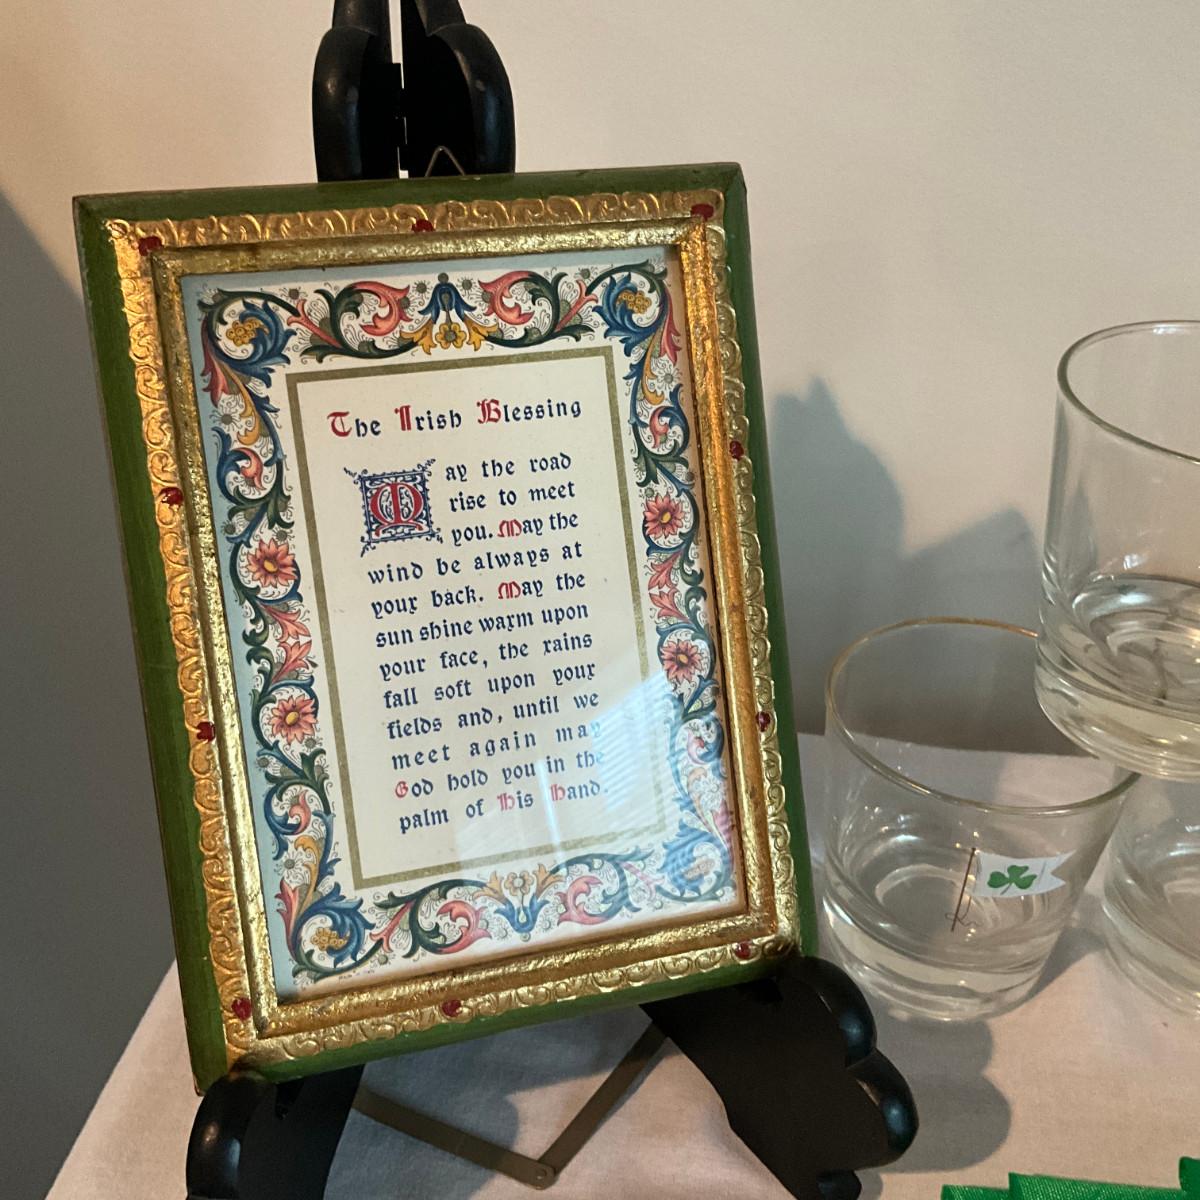 The Irish Blessing
May the road
rise to meet
you. May the
wind be always at
your back. May the
sun shine warm upon
your face, the rains
fall soft upon your
fields and, until we
meet again may
God hold you in the
palm of His Hand.